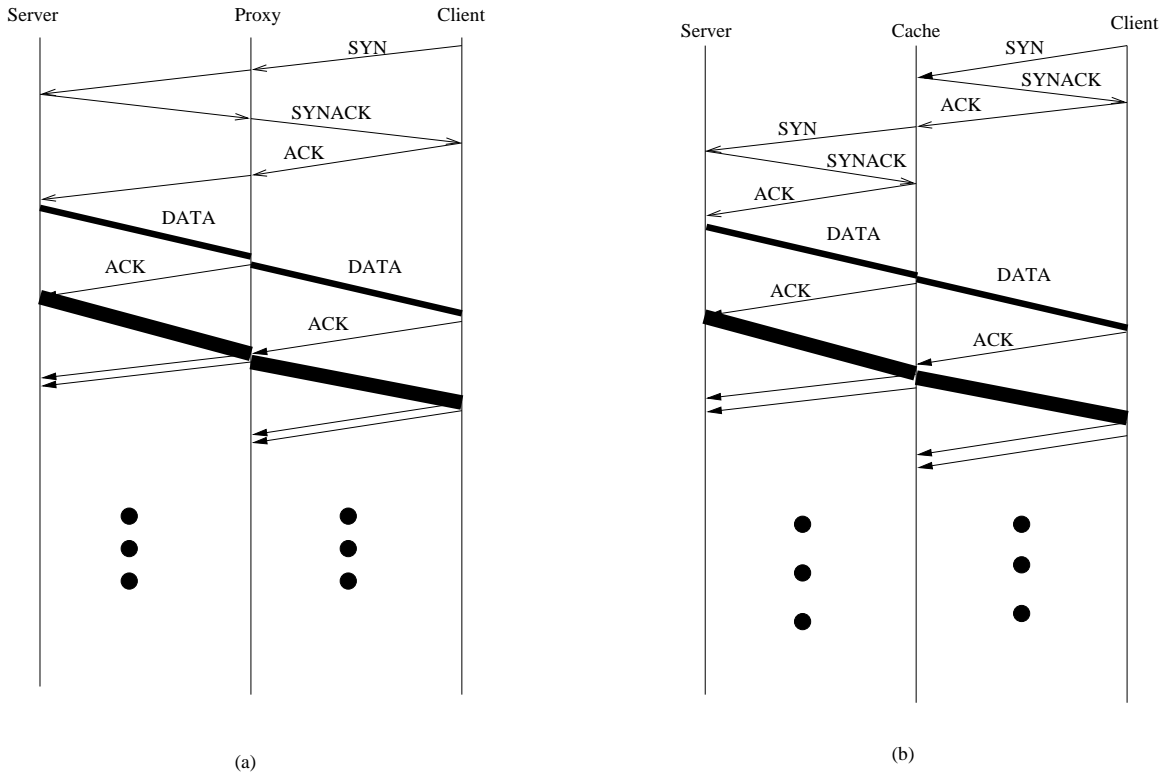 Server Proxy Client
SYN
SYNACK
ACK
DATA
ACK
DATA
ACK
(a)
Server Cache Client
SYN
SYNACK
ACK
SYN
SYNACK
ACK
DATA
DATA
ACK
ACK
(b)